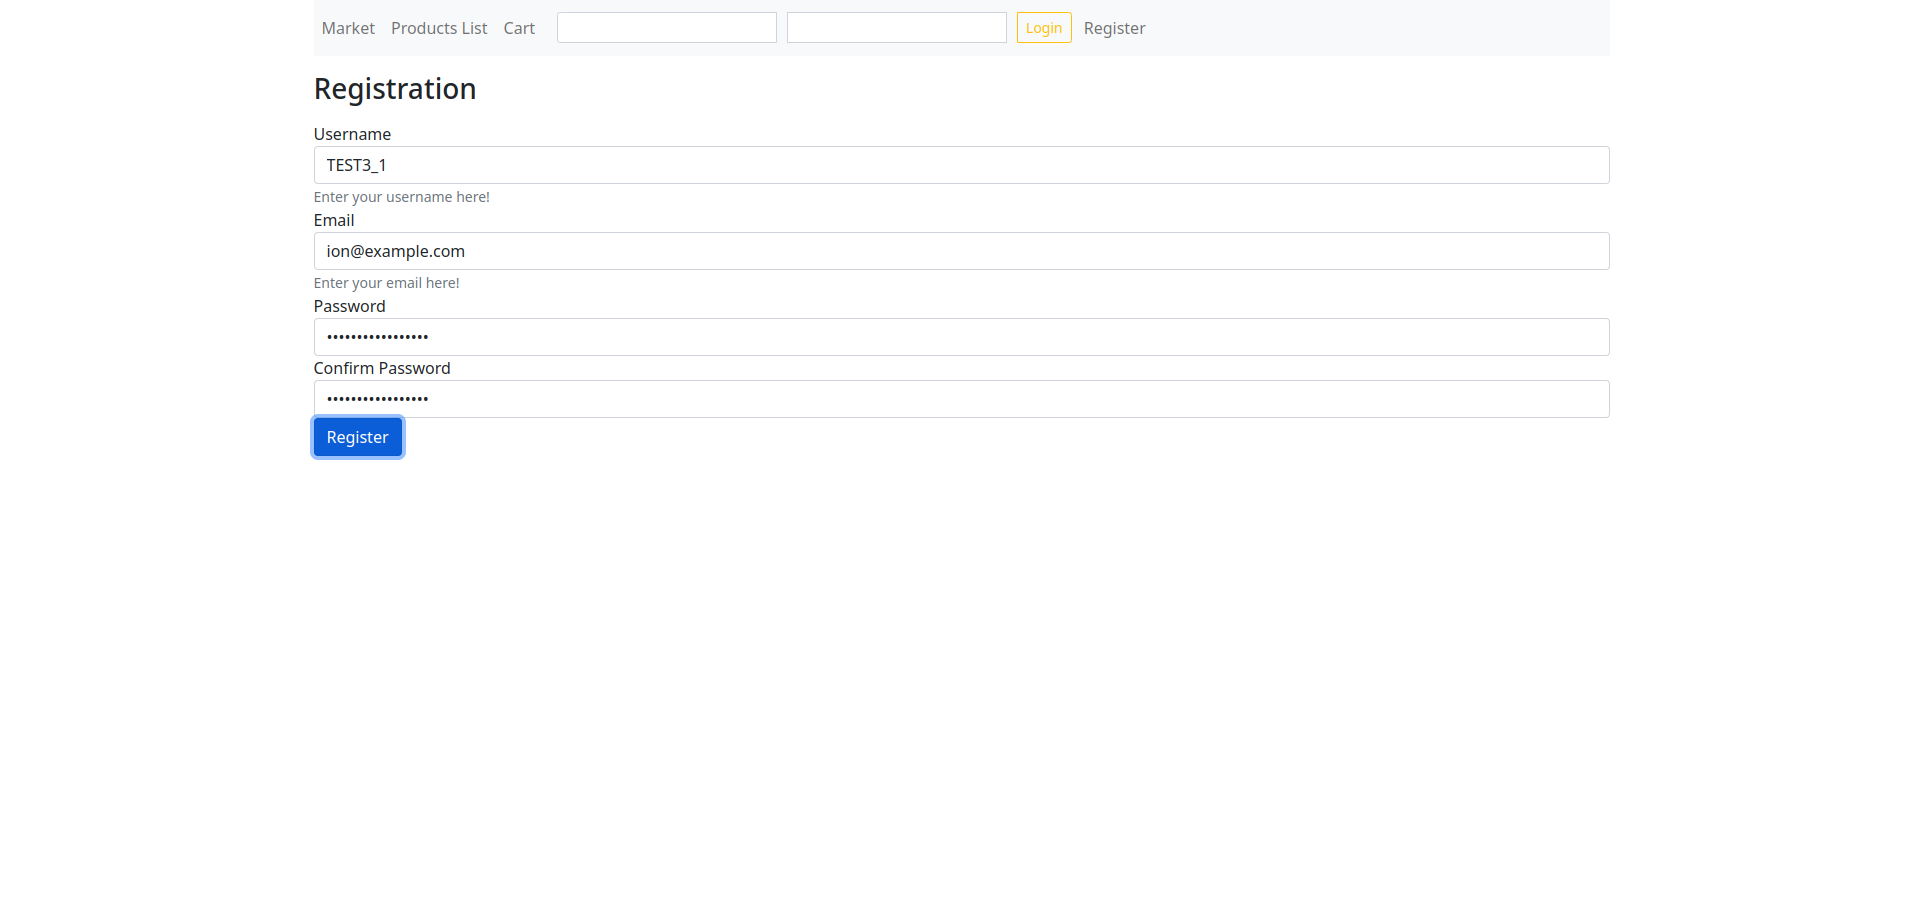 Market Products List Cart Login Register
Registration
Username
TEST3_1
Enter your username here!
Email
ion@example.com
Enter your email here!
Password
•••••••••••••••••
Confirm Password
•••••••••••••••••
Register